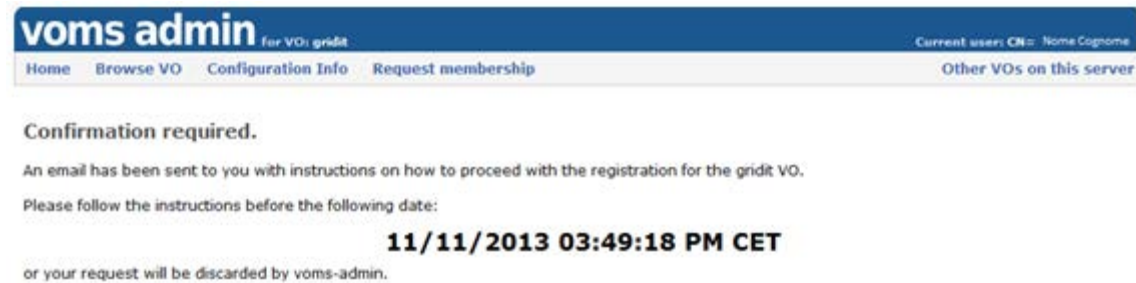 voms admin for VO: gridit
Current user: CN= Nome Cognome
Home Browse VO Configuration Info Request membership Other VOs on this server
Confirmation required.
An email has been sent to you with instructions on how to proceed with the registration for the gridit VO.
Please follow the instructions before the following date:
11/11/2013 03:49:18 PM CET
or your request will be discarded by voms-admin.